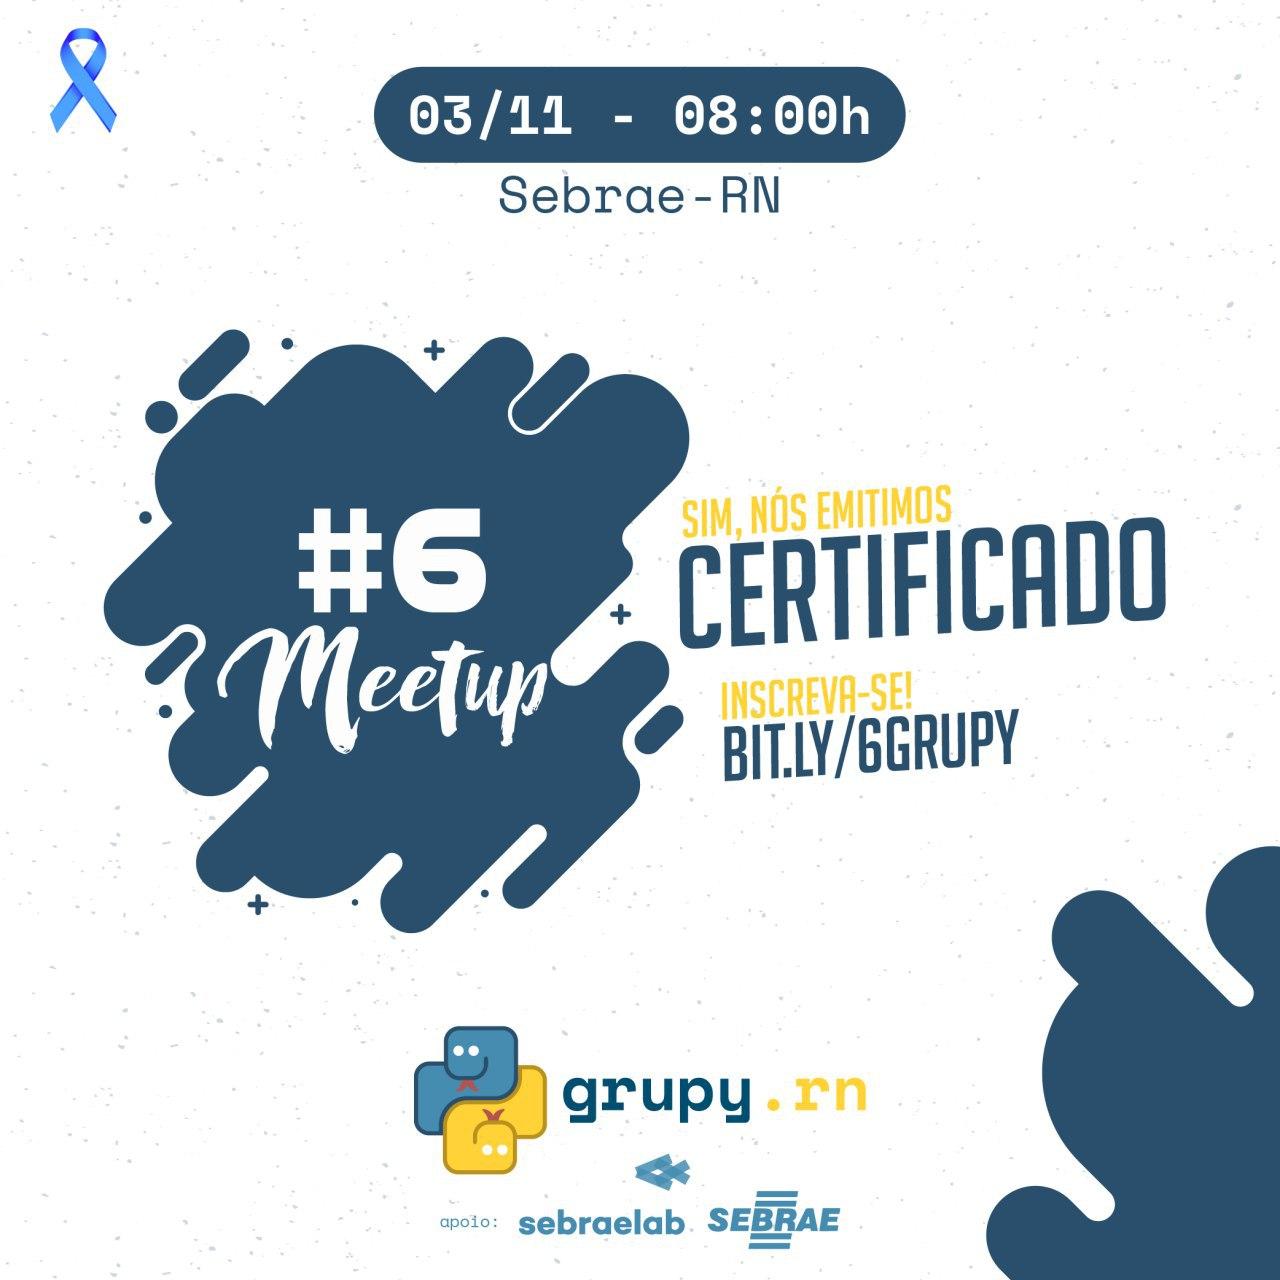 03/11 - 08:00h
Sebrae-RN
#6
Meetup
SIM, NÓS EMITIMOS
CERTIFICADO
INSCREVA-SE!
BIT.LY/6GRUPY
grupy.rn
apoio: sebraelab SEBRAE